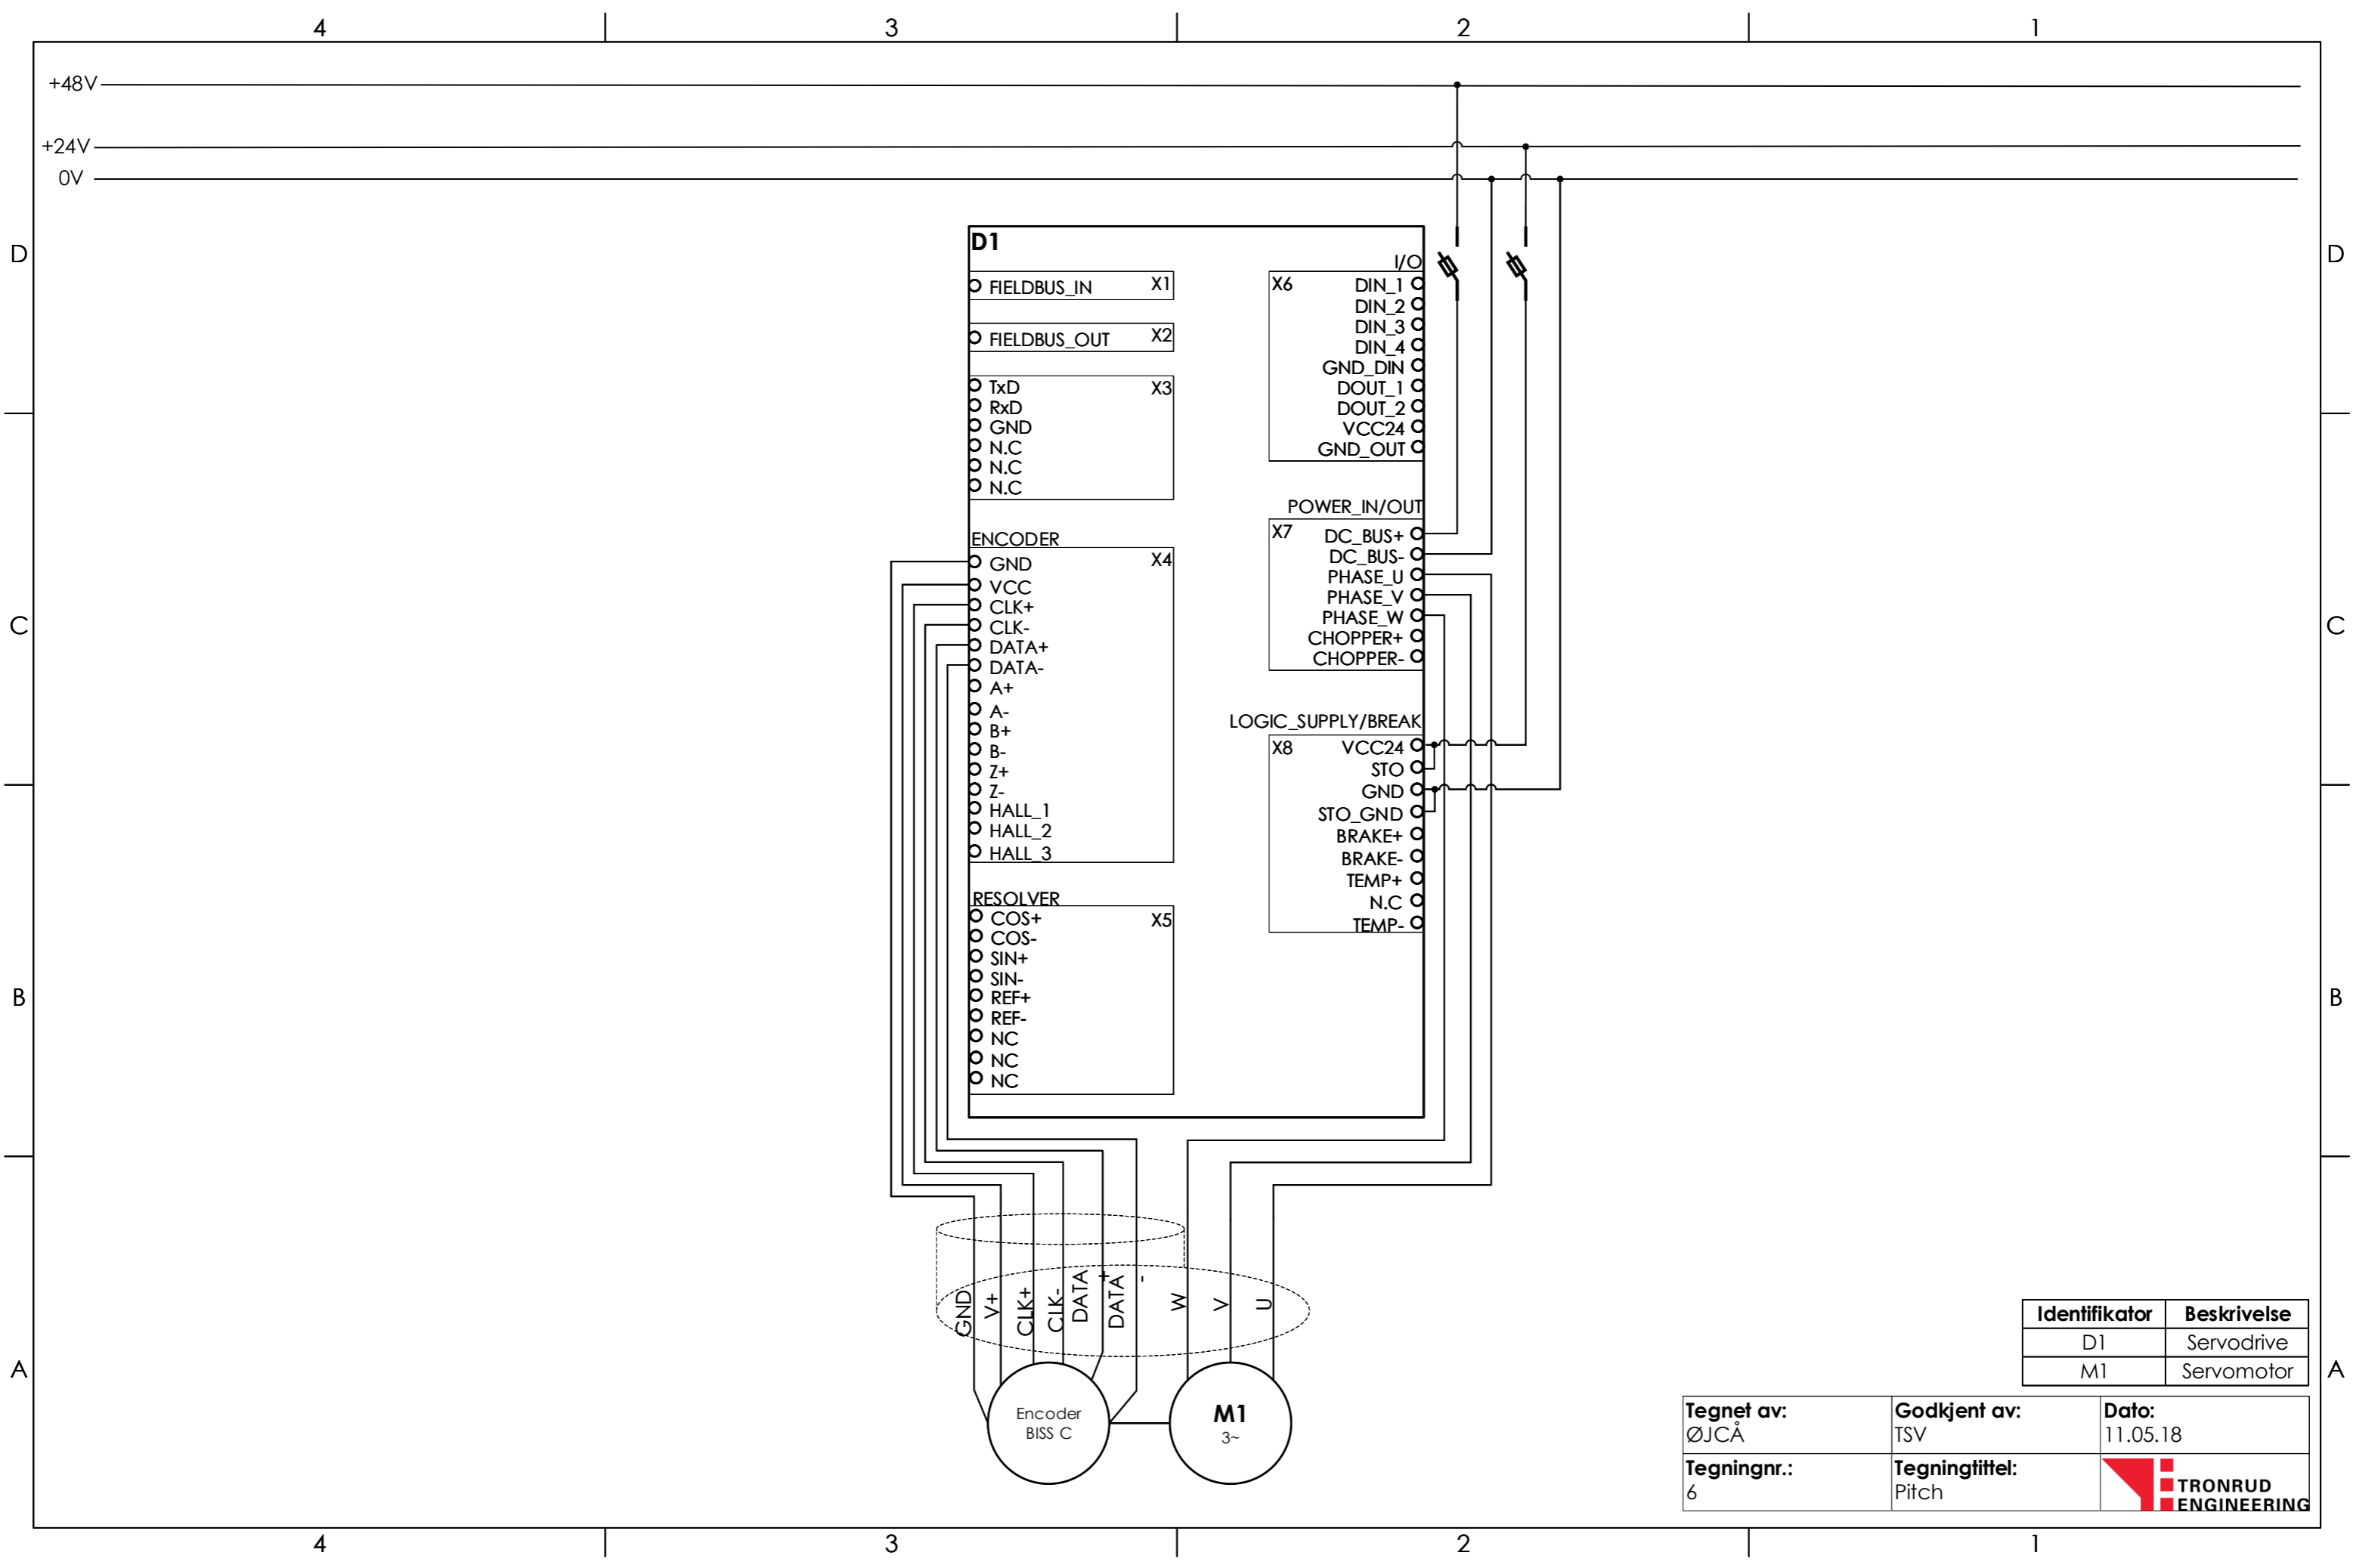 4 3 2 1
+48V
+24V
0V
D D
D1
FIELDBUS_IN X1
FIELDBUS_OUT X2
TxD X3
RxD
GND
N.C
N.C
N.C
ENCODER
GND X4
VCC
CLK+
CLK-
DATA+
DATA-
A+
A-
B+
B-
Z+
Z-
HALL_1
HALL_2
HALL_3
RESOLVER
COS+ X5
COS-
SIN+
SIN-
REF+
REF-
NC
NC
NC
I/O
X6 DIN_1
DIN_2
DIN_3
DIN_4
GND_DIN
DOUT_1
DOUT_2
VCC24
GND_OUT
POWER_IN/OUT
X7 DC_BUS+
DC_BUS-
PHASE_U
PHASE_V
PHASE_W
CHOPPER+
CHOPPER-
LOGIC_SUPPLY/BREAK
X8 VCC24
STO
GND
STO_GND
BRAKE+
BRAKE-
TEMP+
N.C
TEMP-
C C
B B
GND
V+
CLK+
CLK-
DATA
+
DATA
-
W
V
U
Encoder
BISS C
M1
3~
A A
Identifikator Beskrivelse
D1 Servodrive
M1 Servomotor
Tegnet av: Godkjent av: Dato:
ØJCÅ TSV 11.05.18
Tegningnr.: Tegningtittel:
6 Pitch
TRONRUD
ENGINEERING
4 3 2 1